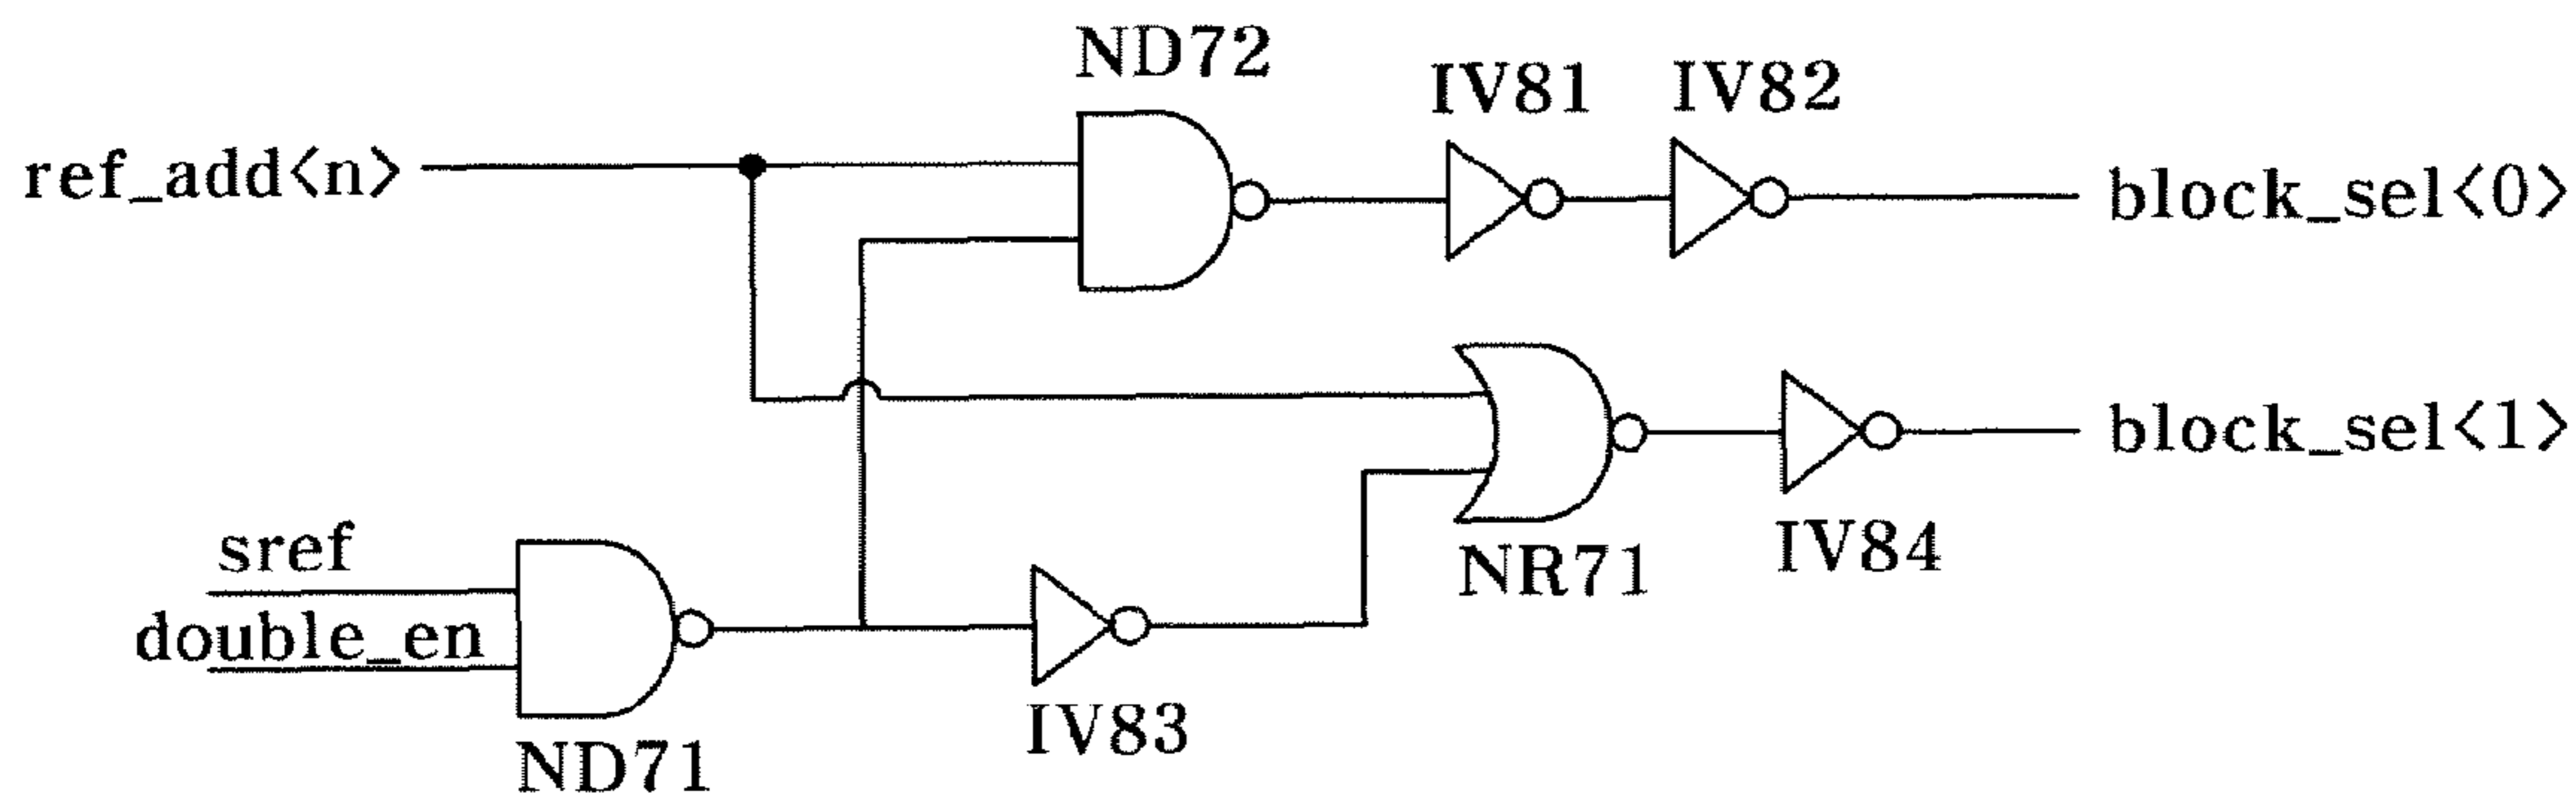 ND72
IV81
IV82
ref_add<n>
block_sel<0>
block_sel<1>
sref
double_en
NR71
IV84
IV83
ND71